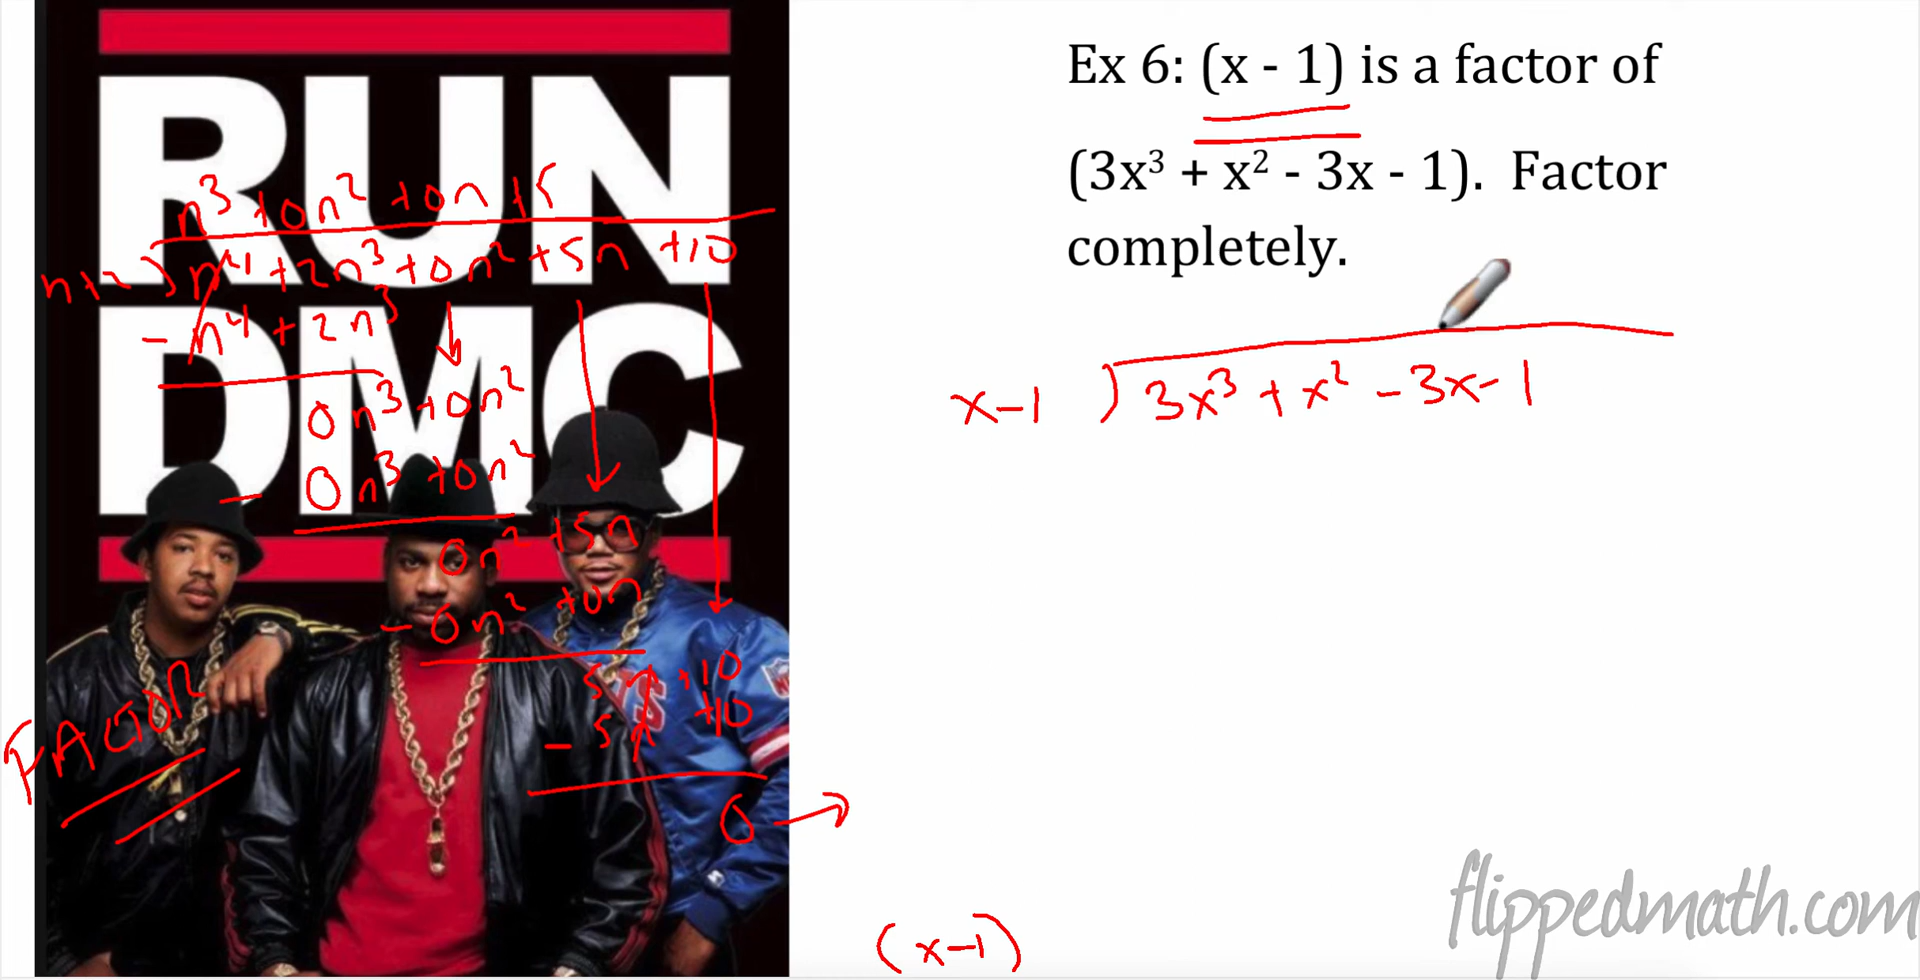 RUN
DMC
n³ + 0n² + 0n + 5
n+2 ) n⁴ + 2n³ + 0n² + 5n + 10
- n⁴ + 2n³
0n³ + 0n²
- 0n³ + 0n²
0n² + 5n
- 0n² + 0n
5n + 10
- 5n + 10
0
FACTOR
Ex 6: (x - 1) is a factor of
(3x³ + x² - 3x - 1). Factor
completely.
x-1 ) 3x³ + x² - 3x - 1
(x-1)
flippedmath.com